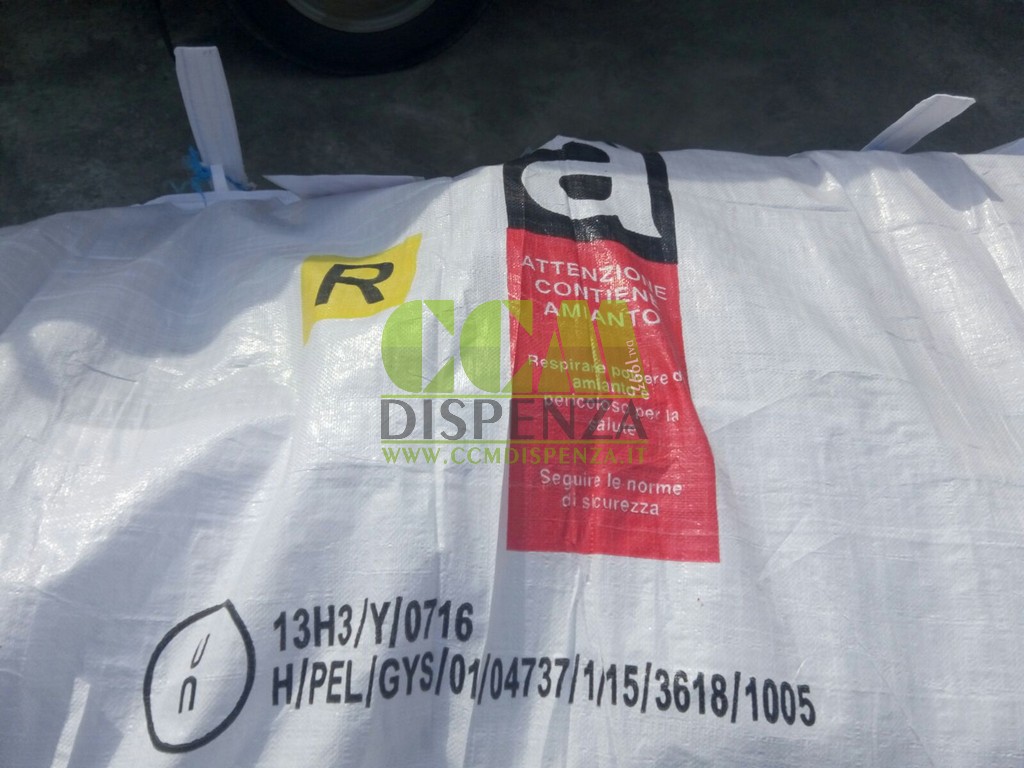 a
R
ATTENZIONE
CONTIENE
AMIANTO
Respirare polvere di
amianto è
pericoloso per la
salute
Seguire le norme
di sicurezza
CCM
DISPENZA
WWW.CCMDISPENZA.IT
u
n
13H3/Y/0716
H/PEL/GYS/01/04737/1/15/3618/1005